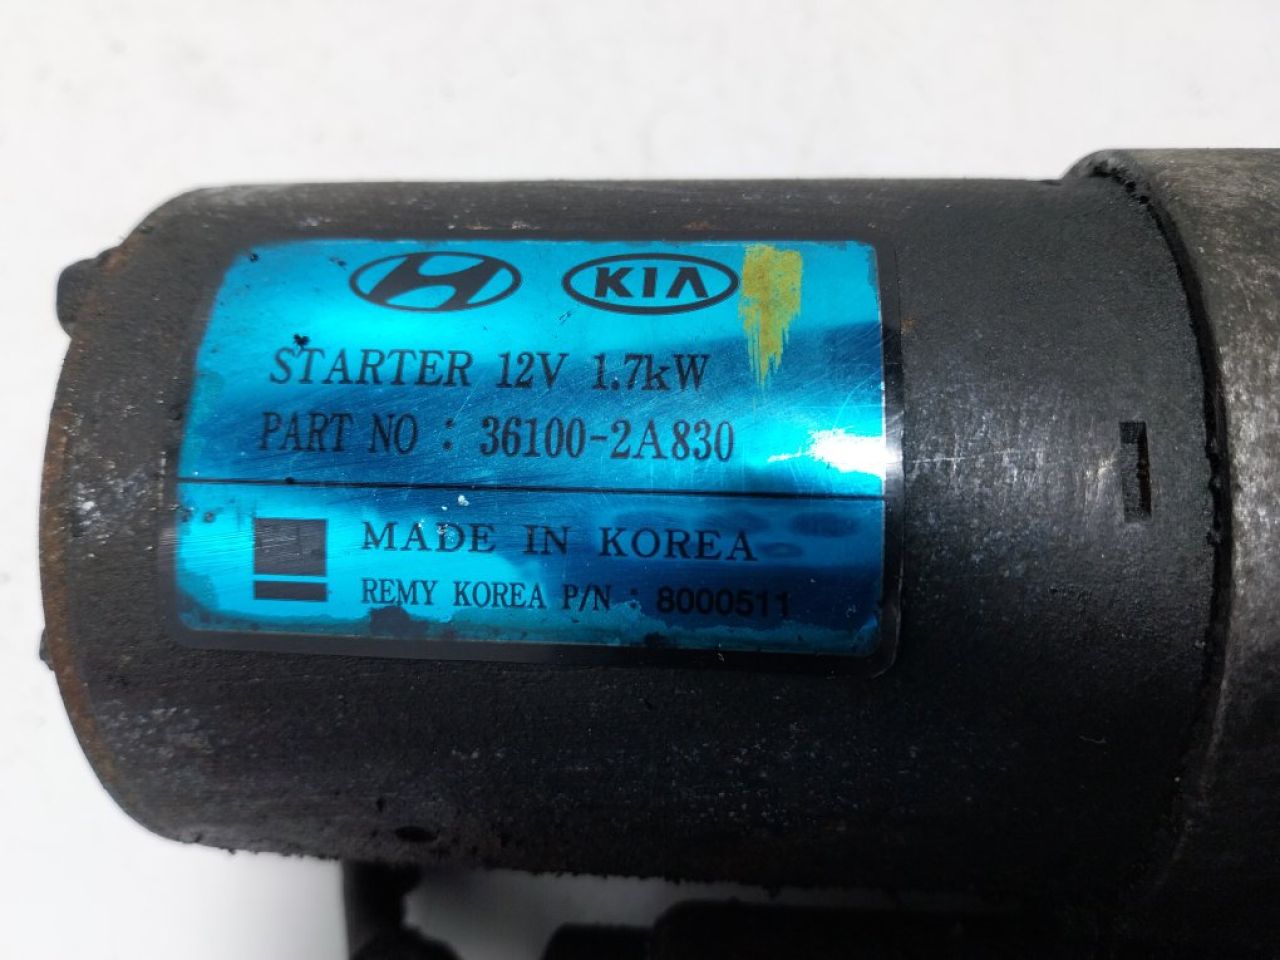 KIA
STARTER 12V 1.7kW
PART NO : 36100-2A830
MADE IN KOREA
REMY KOREA P/N : 8000511